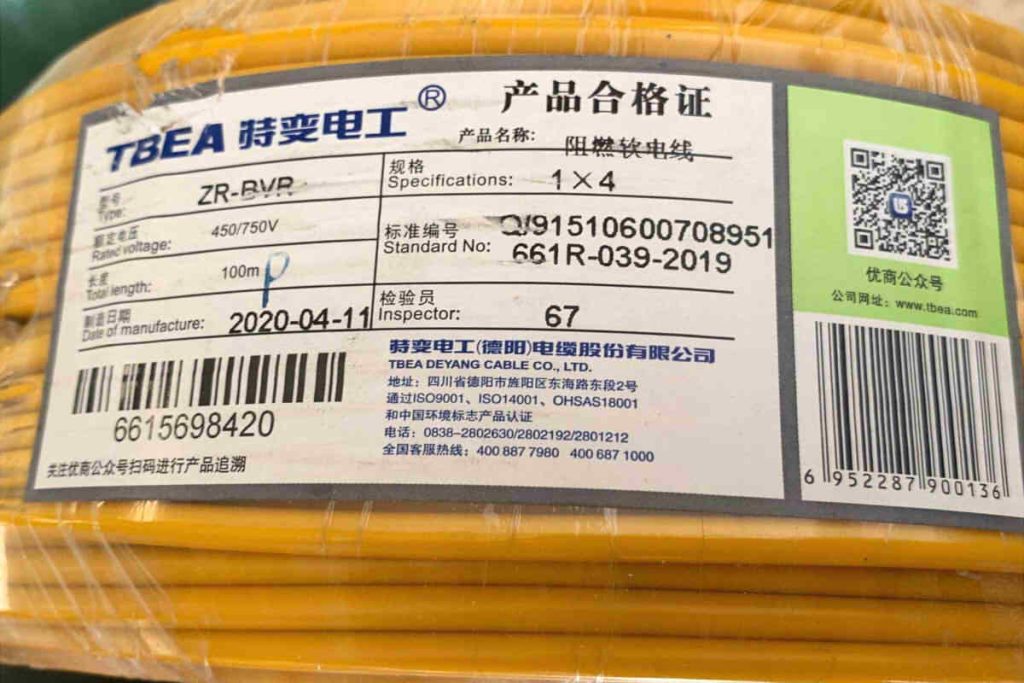 TBEA 特变电工®
产品合格证
产品名称: 阻燃软电线
型号
Type: ZR-BVR
规格
Specifications: 1×4
额定电压
Rated voltage: 450/750V
标准编号
Standard No: Q/91510600708951
661R-039-2019
长度
Total length: 100m
P
制造日期
Date of manufacture: 2020-04-11
检验员
Inspector: 67
6615698420
关注优商公众号扫码进行产品追溯
特变电工(德阳)电缆股份有限公司
TBEA DEYANG CABLE CO., LTD.
地址：四川省德阳市旌阳区东海路东段2号
通过ISO9001、ISO14001、OHSAS18001
和中国环境标志产品认证
电话：0838-2802630/2802192/2801212
全国客服热线：400 887 7980 400 687 1000
优商公众号
公司网址：www.tbea.com
6 952287 900136